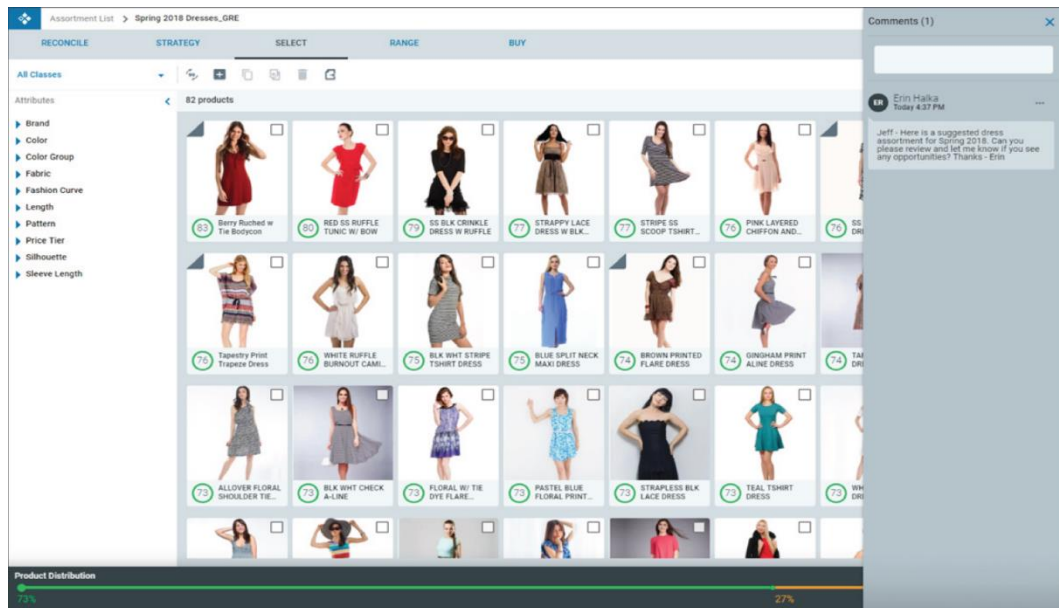 Assortment List > Spring 2018 Dresses_GRE
Comments (1)
RECONCILE STRATEGY SELECT RANGE BUY
All Classes
Attributes
82 products
Brand
Color
Color Group
Fabric
Fashion Curve
Length
Pattern
Price Tier
Silhouette
Sleeve Length
83 Berry Ruched w
Tie Bodycon
80 RED SS RUFFLE
TUNIC W/ BOW
79 SS BLK CRINKLE
DRESS W RUFFLE
77 STRAPPY LACE
DRESS W BLK...
77 STRIPE SS
SCOOP TSHIRT...
76 PINK LAYERED
CHIFFON AND...
76 SS
DRE
76 Tapestry Print
Trapeze Dress
76 WHITE RUFFLE
BURNOUT CAMI...
75 BLK WHT STRIPE
TSHIRT DRESS
75 BLUE SPLIT NECK
MAXI DRESS
74 BROWN PRINTED
FLARE DRESS
74 GINGHAM PRINT
ALINE DRESS
74
73 ALLOVER FLORAL
SHOULDER TIE...
73 BLK WHT CHECK
A-LINE
73 FLORAL W/ TIE
DYE FLARE...
73 PASTEL BLUE
FLORAL PRINT...
73 STRAPLESS BLK
LACE DRESS
73 TEAL TSHIRT
DRESS
73
ER
Erin Halka
Today 4:37 PM
Jeff - Here is a suggested dress
assortment for Spring 2018. Can you
please review and let me know if you see
any opportunities? Thanks - Erin
Product Distribution
73% 27%